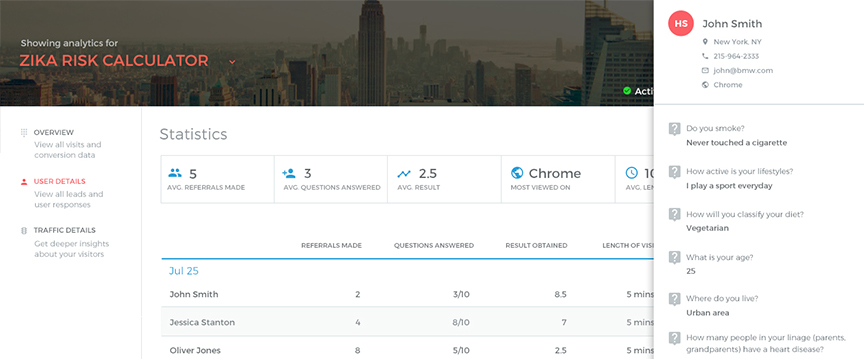 Showing analytics for
ZIKA RISK CALCULATOR
OVERVIEW
View all visits and
conversion data
USER DETAILS
View all leads and
user responses
TRAFFIC DETAILS
Get deeper insights
about your visitors
Statistics
5
AVG. REFERRALS MADE
3
AVG. QUESTIONS ANSWERED
2.5
AVG. RESULT
Chrome
MOST VIEWED ON
AVG.
REFERRALS MADE QUESTIONS ANSWERED RESULT OBTAINED LENGTH OF
Jul 25
John Smith 2 3/10 8.5 5 mins
Jessica Stanton 4 8/10 7 5 mins
Oliver Jones 8 5/10 2.5 5 mins
HS
John Smith
New York, NY
215-964-2333
john@bmw.com
Chrome
Do you smoke?
Never touched a cigarette
How active is your lifestyles?
I play a sport everyday
How will you classify your diet?
Vegetarian
What is your age?
25
Where do you live?
Urban area
How many people in your linage (parents,
grandparents) have a heart disease?